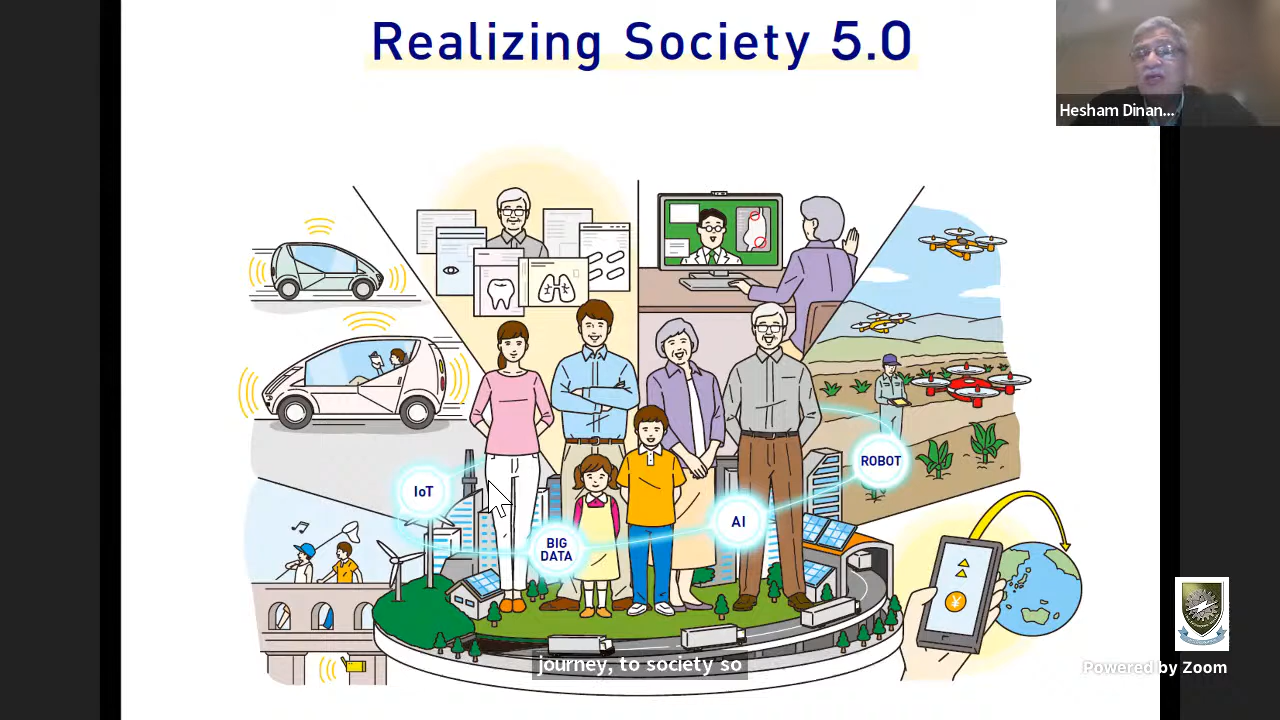 Realizing Society 5.0
Hesham Dinan...
IoT
BIG
DATA
AI
ROBOT
¥
journey, to society so
Powered by Zoom